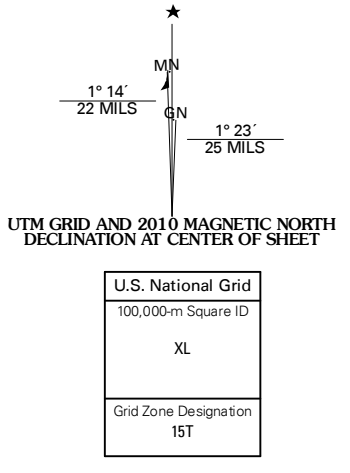 ★
MN
1° 14´
22 MILS
GN
1° 23´
25 MILS
UTM GRID AND 2010 MAGNETIC NORTH
DECLINATION AT CENTER OF SHEET
U.S. National Grid
100,000-m Square ID
XL
Grid Zone Designation
15T